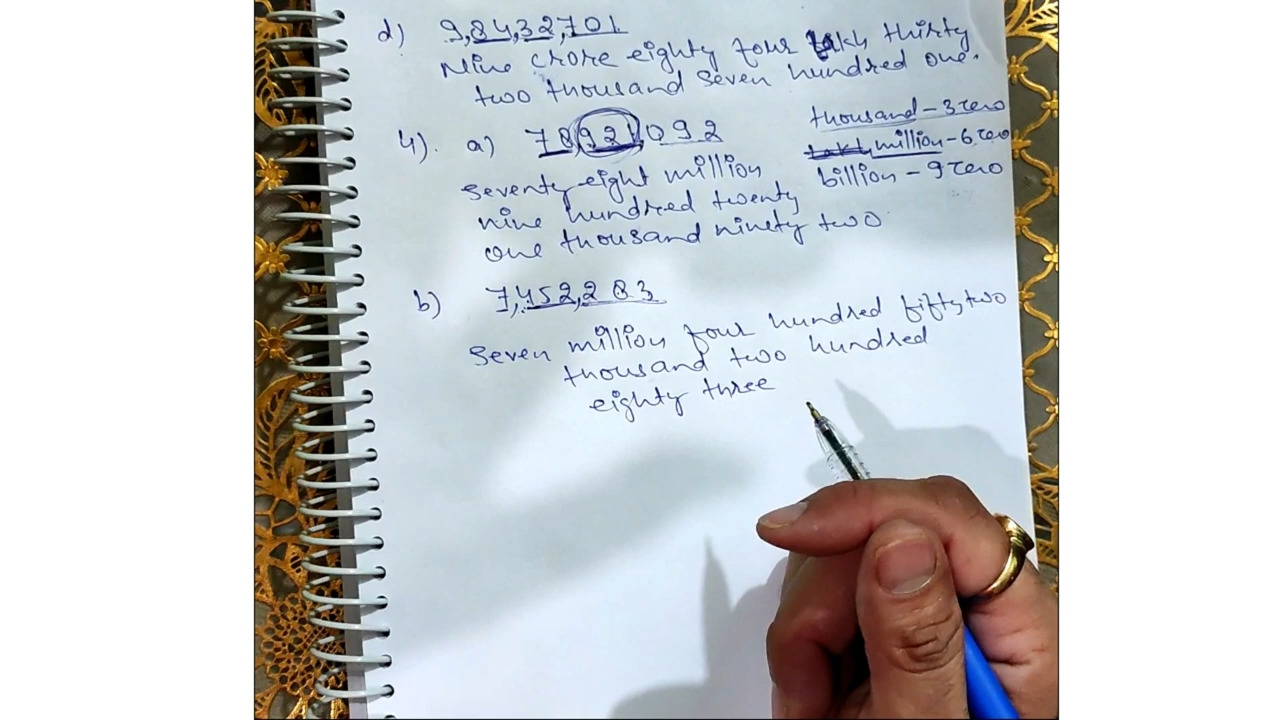 d) 9,84,32,701
Nine crore eighty four lakh thirty
two thousand seven hundred one.
4). a) 78,921,092
thousand - 3 zero
million - 6 zero
billion - 9 zero
Seventy eight million
nine hundred twenty
one thousand ninety two
b) 7,452,283
Seven million four hundred fifty two
thousand two hundred
eighty three